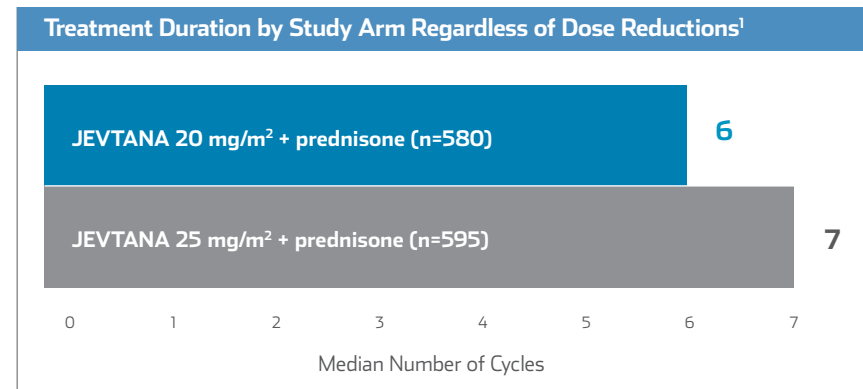 Treatment Duration by Study Arm Regardless of Dose Reductions¹
JEVTANA 20 mg/m² + prednisone (n=580)
6
JEVTANA 25 mg/m² + prednisone (n=595)
7
0 1 2 3 4 5 6 7
Median Number of Cycles